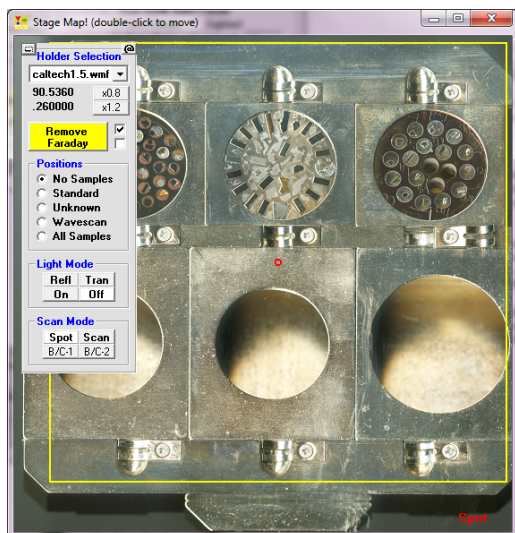 Stage Map! (double-click to move)
@
Holder Selection
caltech1.5.wmf
90.5360
.260000
x0.8
x1.2
Remove
Faraday
Positions
No Samples
Standard
Unknown
Wavescan
All Samples
Light Mode
Refl Tran
On Off
Scan Mode
Spot Scan
B/C-1 B/C-2
Spot